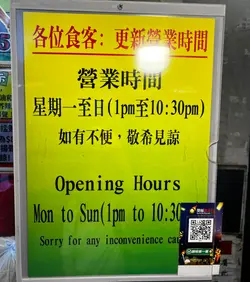 各位食客: 更新營業時間
營業時間
星期一至日(1pm至10:30pm)
如有不便，敬希見諒
Opening Hours
Mon to Sun(1pm to 10:30
Sorry for any inconvenience